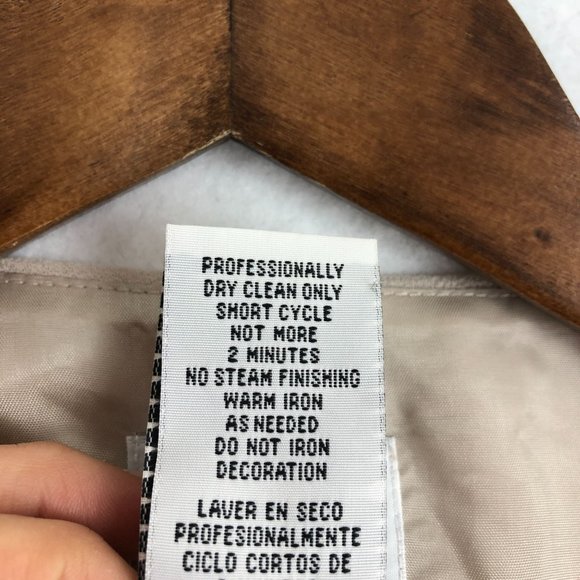 PROFESSIONALLY
DRY CLEAN ONLY
SHORT CYCLE
NOT MORE
2 MINUTES
NO STEAM FINISHING
WARM IRON
AS NEEDED
DO NOT IRON
DECORATION
LAVER EN SECO
PROFESIONALMENTE
CICLO CORTOS DE